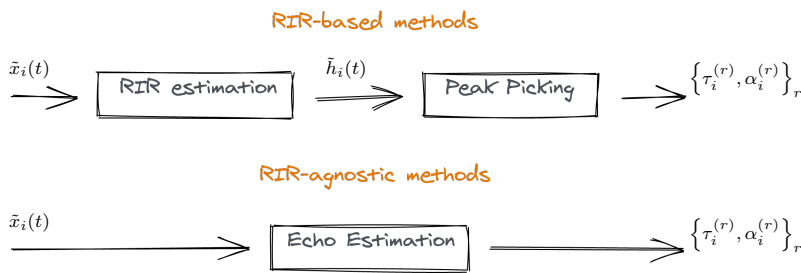 RIR-based methods
x̃ᵢ(t)
RIR estimation
h̃ᵢ(t)
Peak Picking
{τᵢ⁽ʳ⁾, αᵢ⁽ʳ⁾}ᵣ
RIR-agnostic methods
x̃ᵢ(t)
Echo Estimation
{τᵢ⁽ʳ⁾, αᵢ⁽ʳ⁾}ᵣ